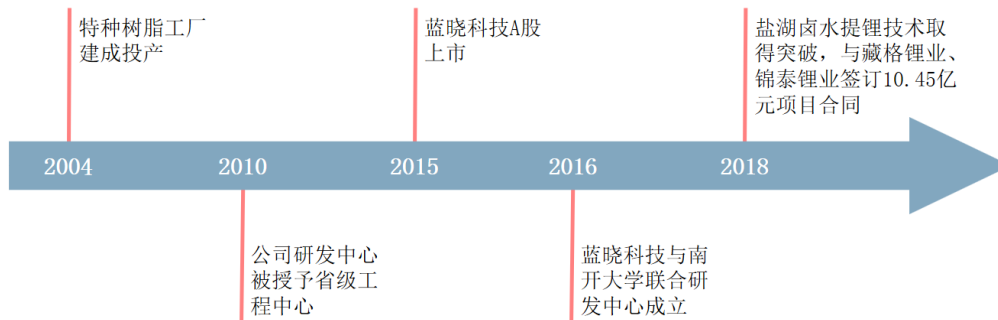 特种树脂工厂
建成投产
蓝晓科技A股
上市
盐湖卤水提锂技术取
得突破，与藏格锂业、
锦泰锂业签订10.45亿
元项目合同
2004
2010
2015
2016
2018
公司研发中心
被授予省级工
程中心
蓝晓科技与南
开大学联合研
发中心成立